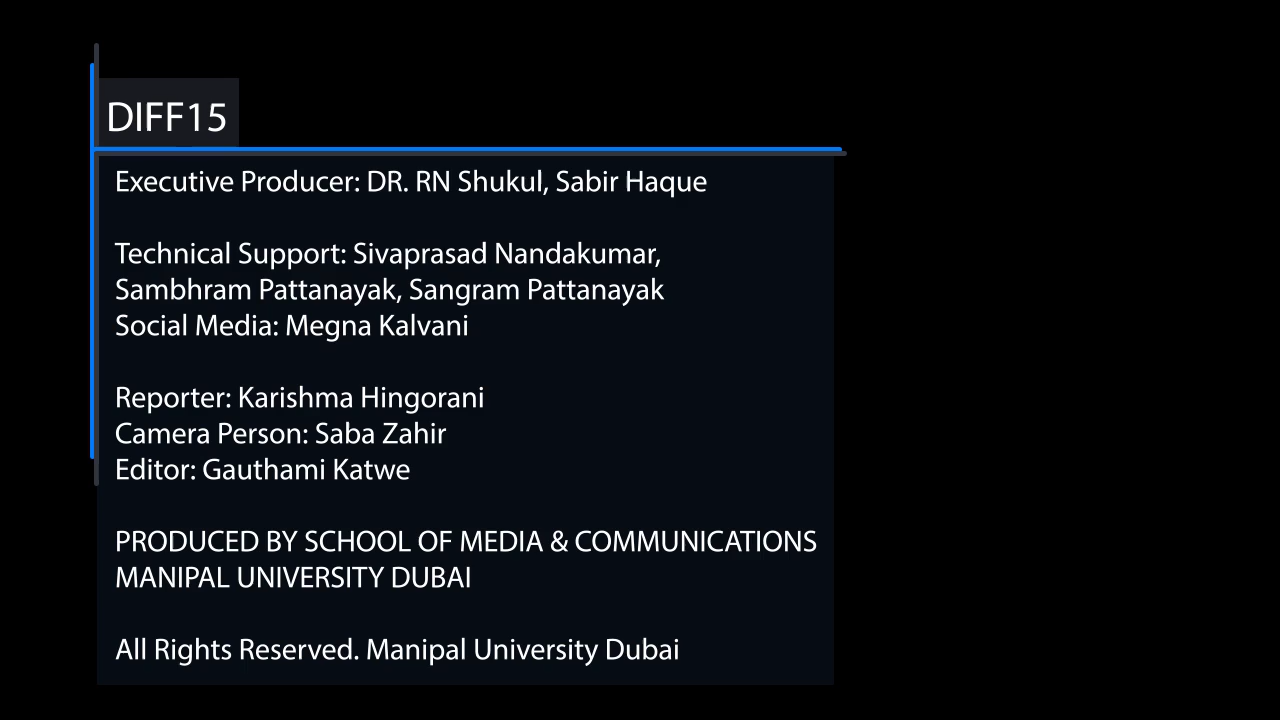 DIFF15
Executive Producer: DR. RN Shukul, Sabir Haque
Technical Support: Sivaprasad Nandakumar,
Sambhram Pattanayak, Sangram Pattanayak
Social Media: Megna Kalvani
Reporter: Karishma Hingorani
Camera Person: Saba Zahir
Editor: Gauthami Katwe
PRODUCED BY SCHOOL OF MEDIA & COMMUNICATIONS
MANIPAL UNIVERSITY DUBAI
All Rights Reserved. Manipal University Dubai